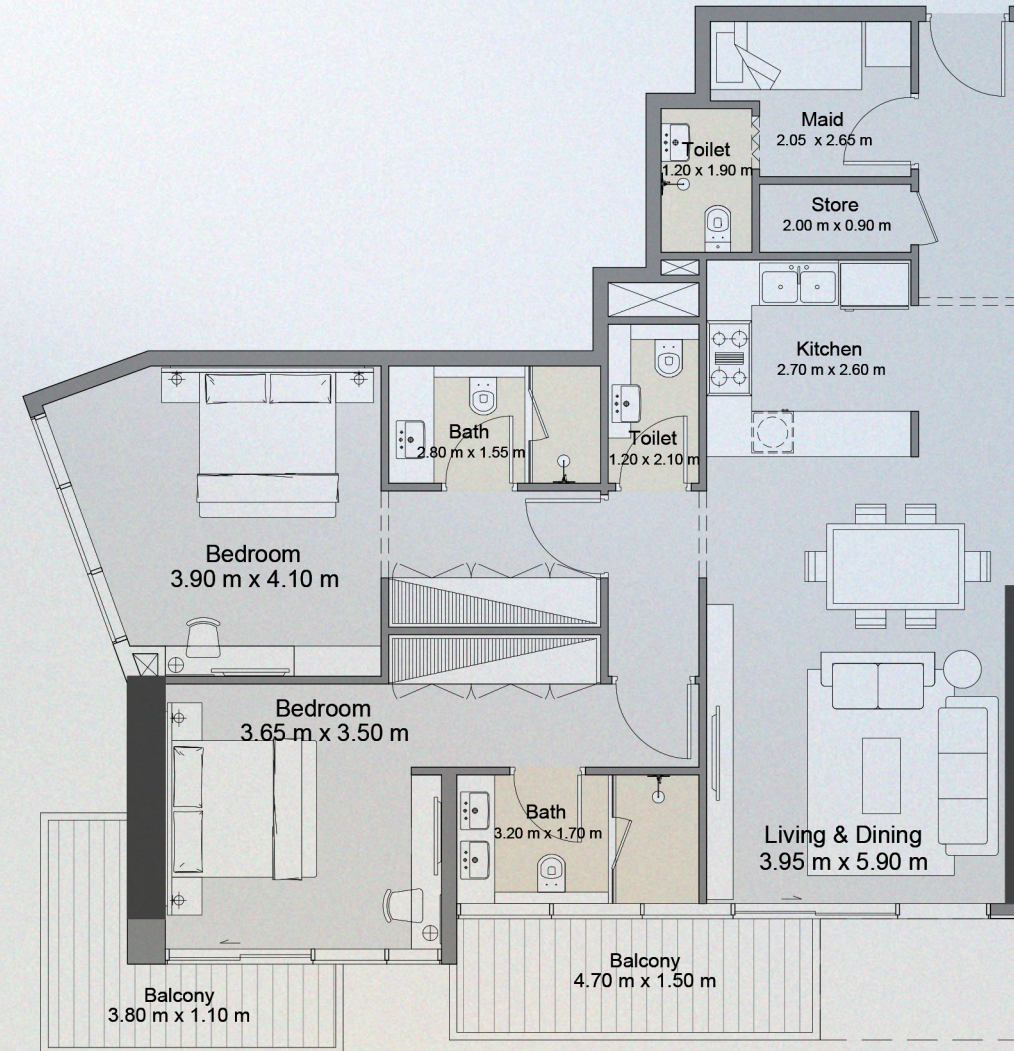 Maid
2.05 x 2.65 m
Toilet
1.20 x 1.90 m
Store
2.00 m x 0.90 m
Kitchen
2.70 m x 2.60 m
Bath
2.80 m x 1.55 m
Toilet
1.20 x 2.10 m
Bedroom
3.90 m x 4.10 m
Bedroom
3.65 m x 3.50 m
Bath
3.20 m x 1.70 m
Living & Dining
3.95 m x 5.90 m
Balcony
4.70 m x 1.50 m
Balcony
3.80 m x 1.10 m